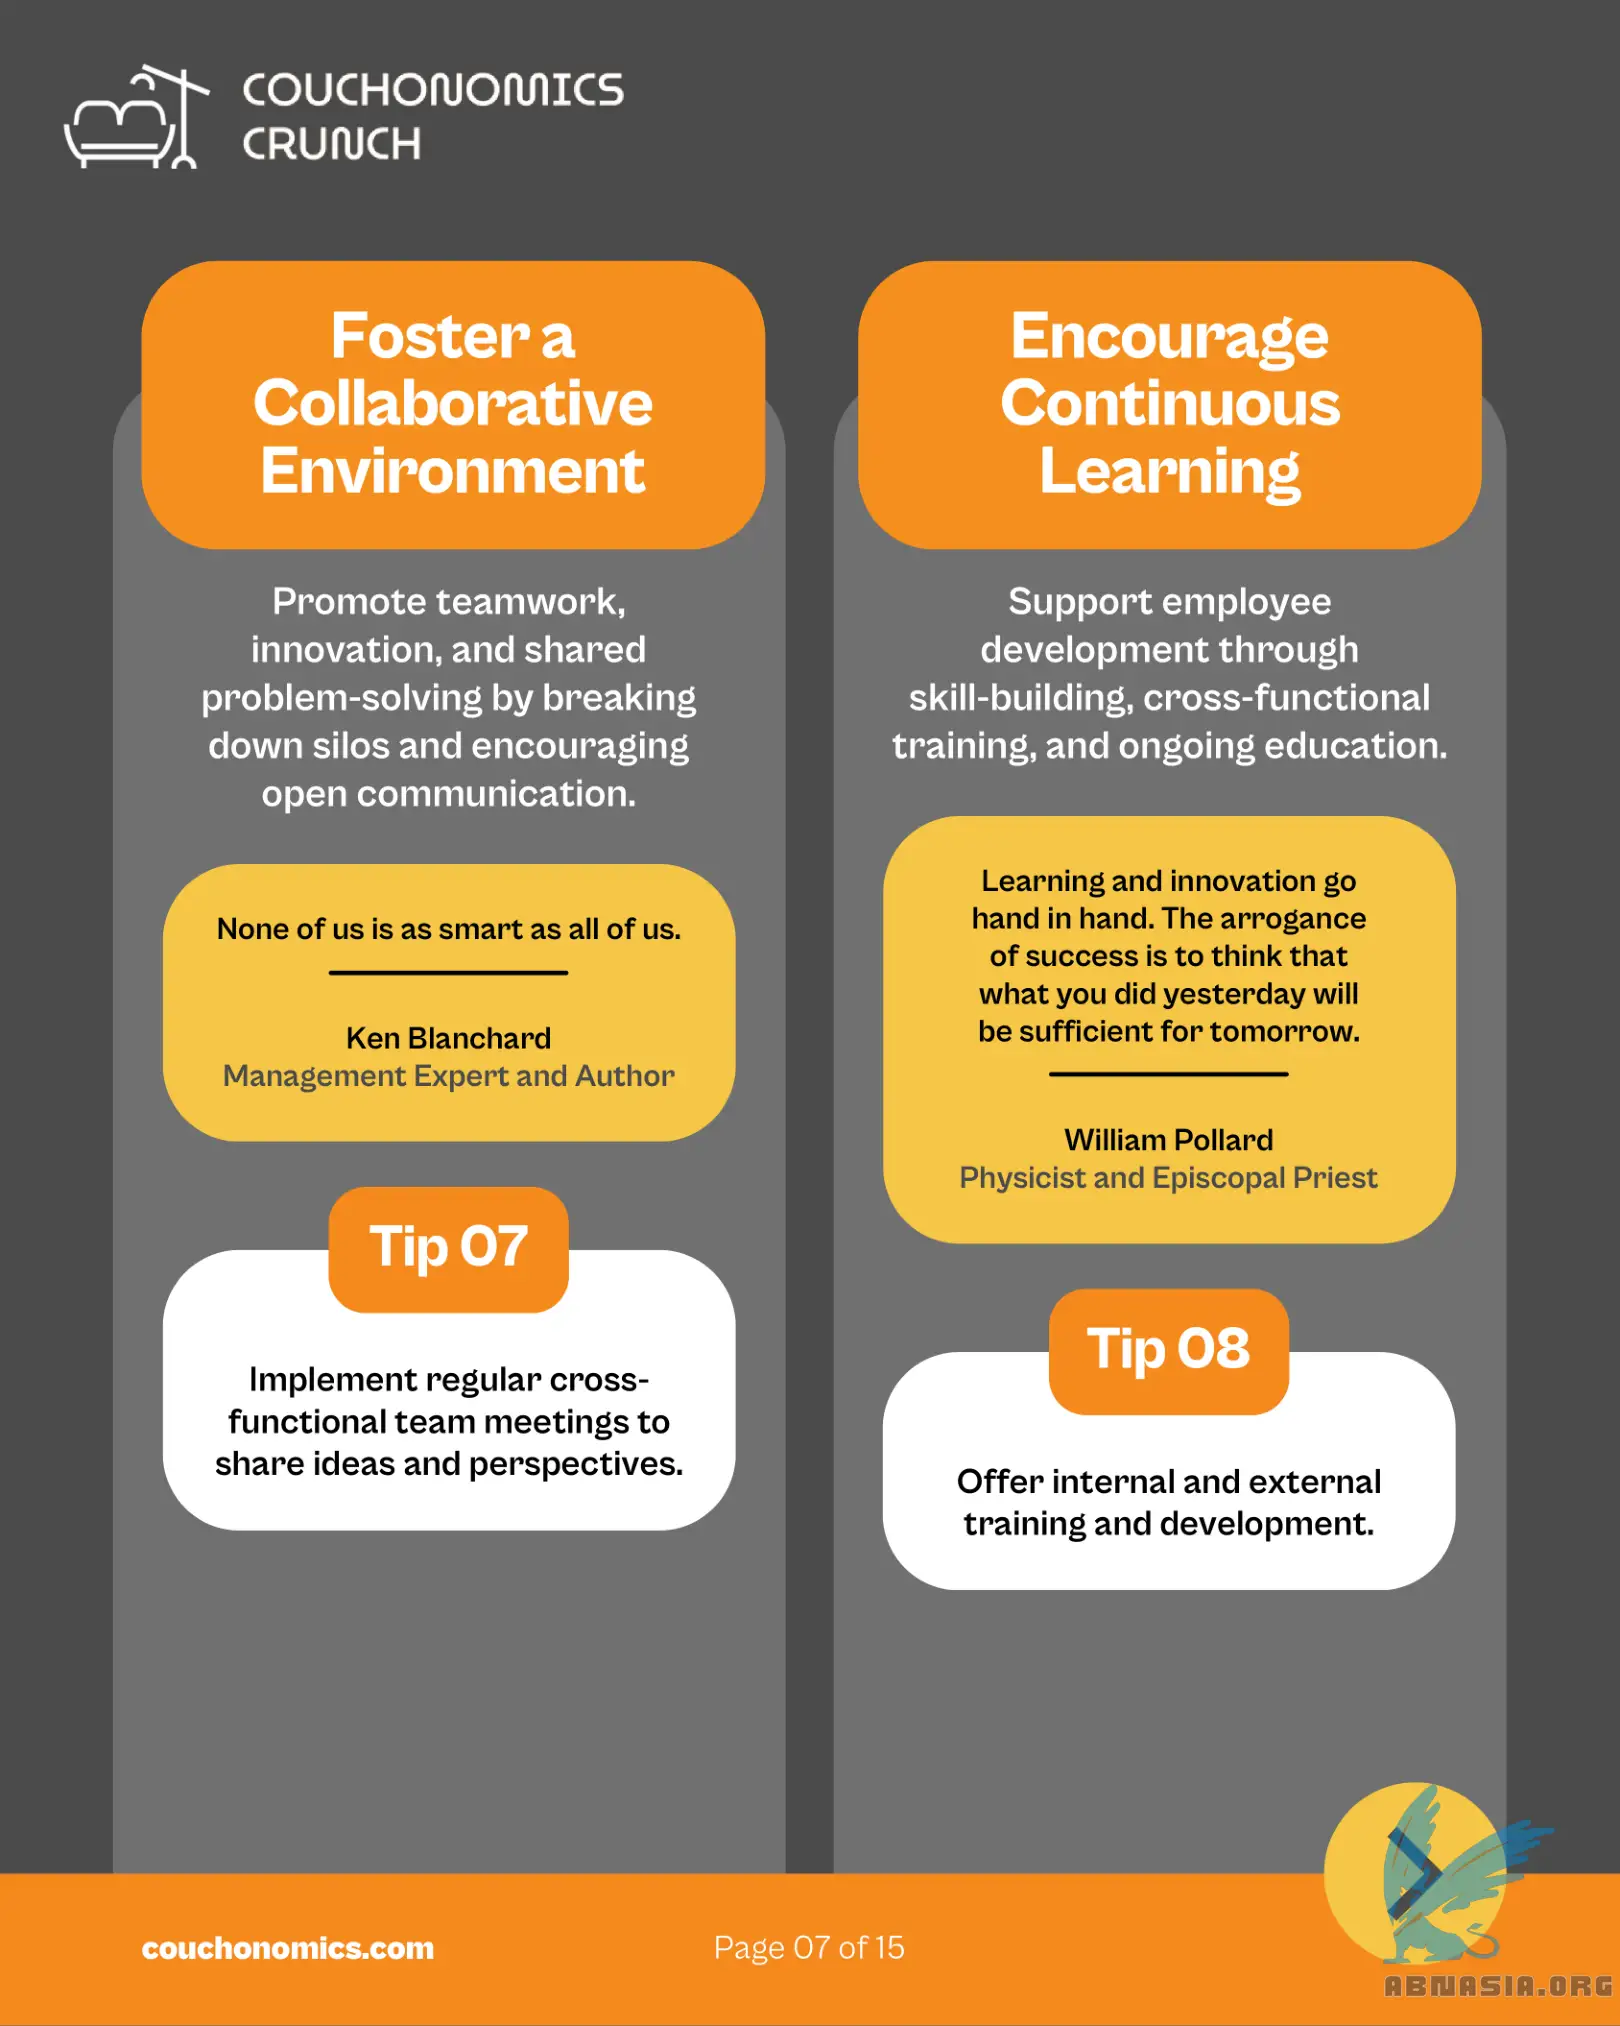 COUCHONOMICS
CRUNCH
Foster a
Collaborative
Environment
Promote teamwork,
innovation, and shared
problem-solving by breaking
down silos and encouraging
open communication.
None of us is as smart as all of us.
Ken Blanchard
Management Expert and Author
Tip 07
Implement regular cross-
functional team meetings to
share ideas and perspectives.
Encourage
Continuous
Learning
Support employee
development through
skill-building, cross-functional
training, and ongoing education.
Learning and innovation go
hand in hand. The arrogance
of success is to think that
what you did yesterday will
be sufficient for tomorrow.
William Pollard
Physicist and Episcopal Priest
Tip 08
Offer internal and external
training and development.
couchonomics.com
Page 07 of 15
ABNASIA.ORG